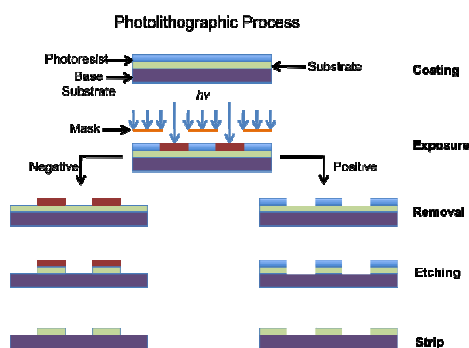 Photolithographic Process
Photoresist
Substrate
Base
Substrate
Coating
hν
Mask
Exposure
Negative
Positive
Removal
Etching
Strip